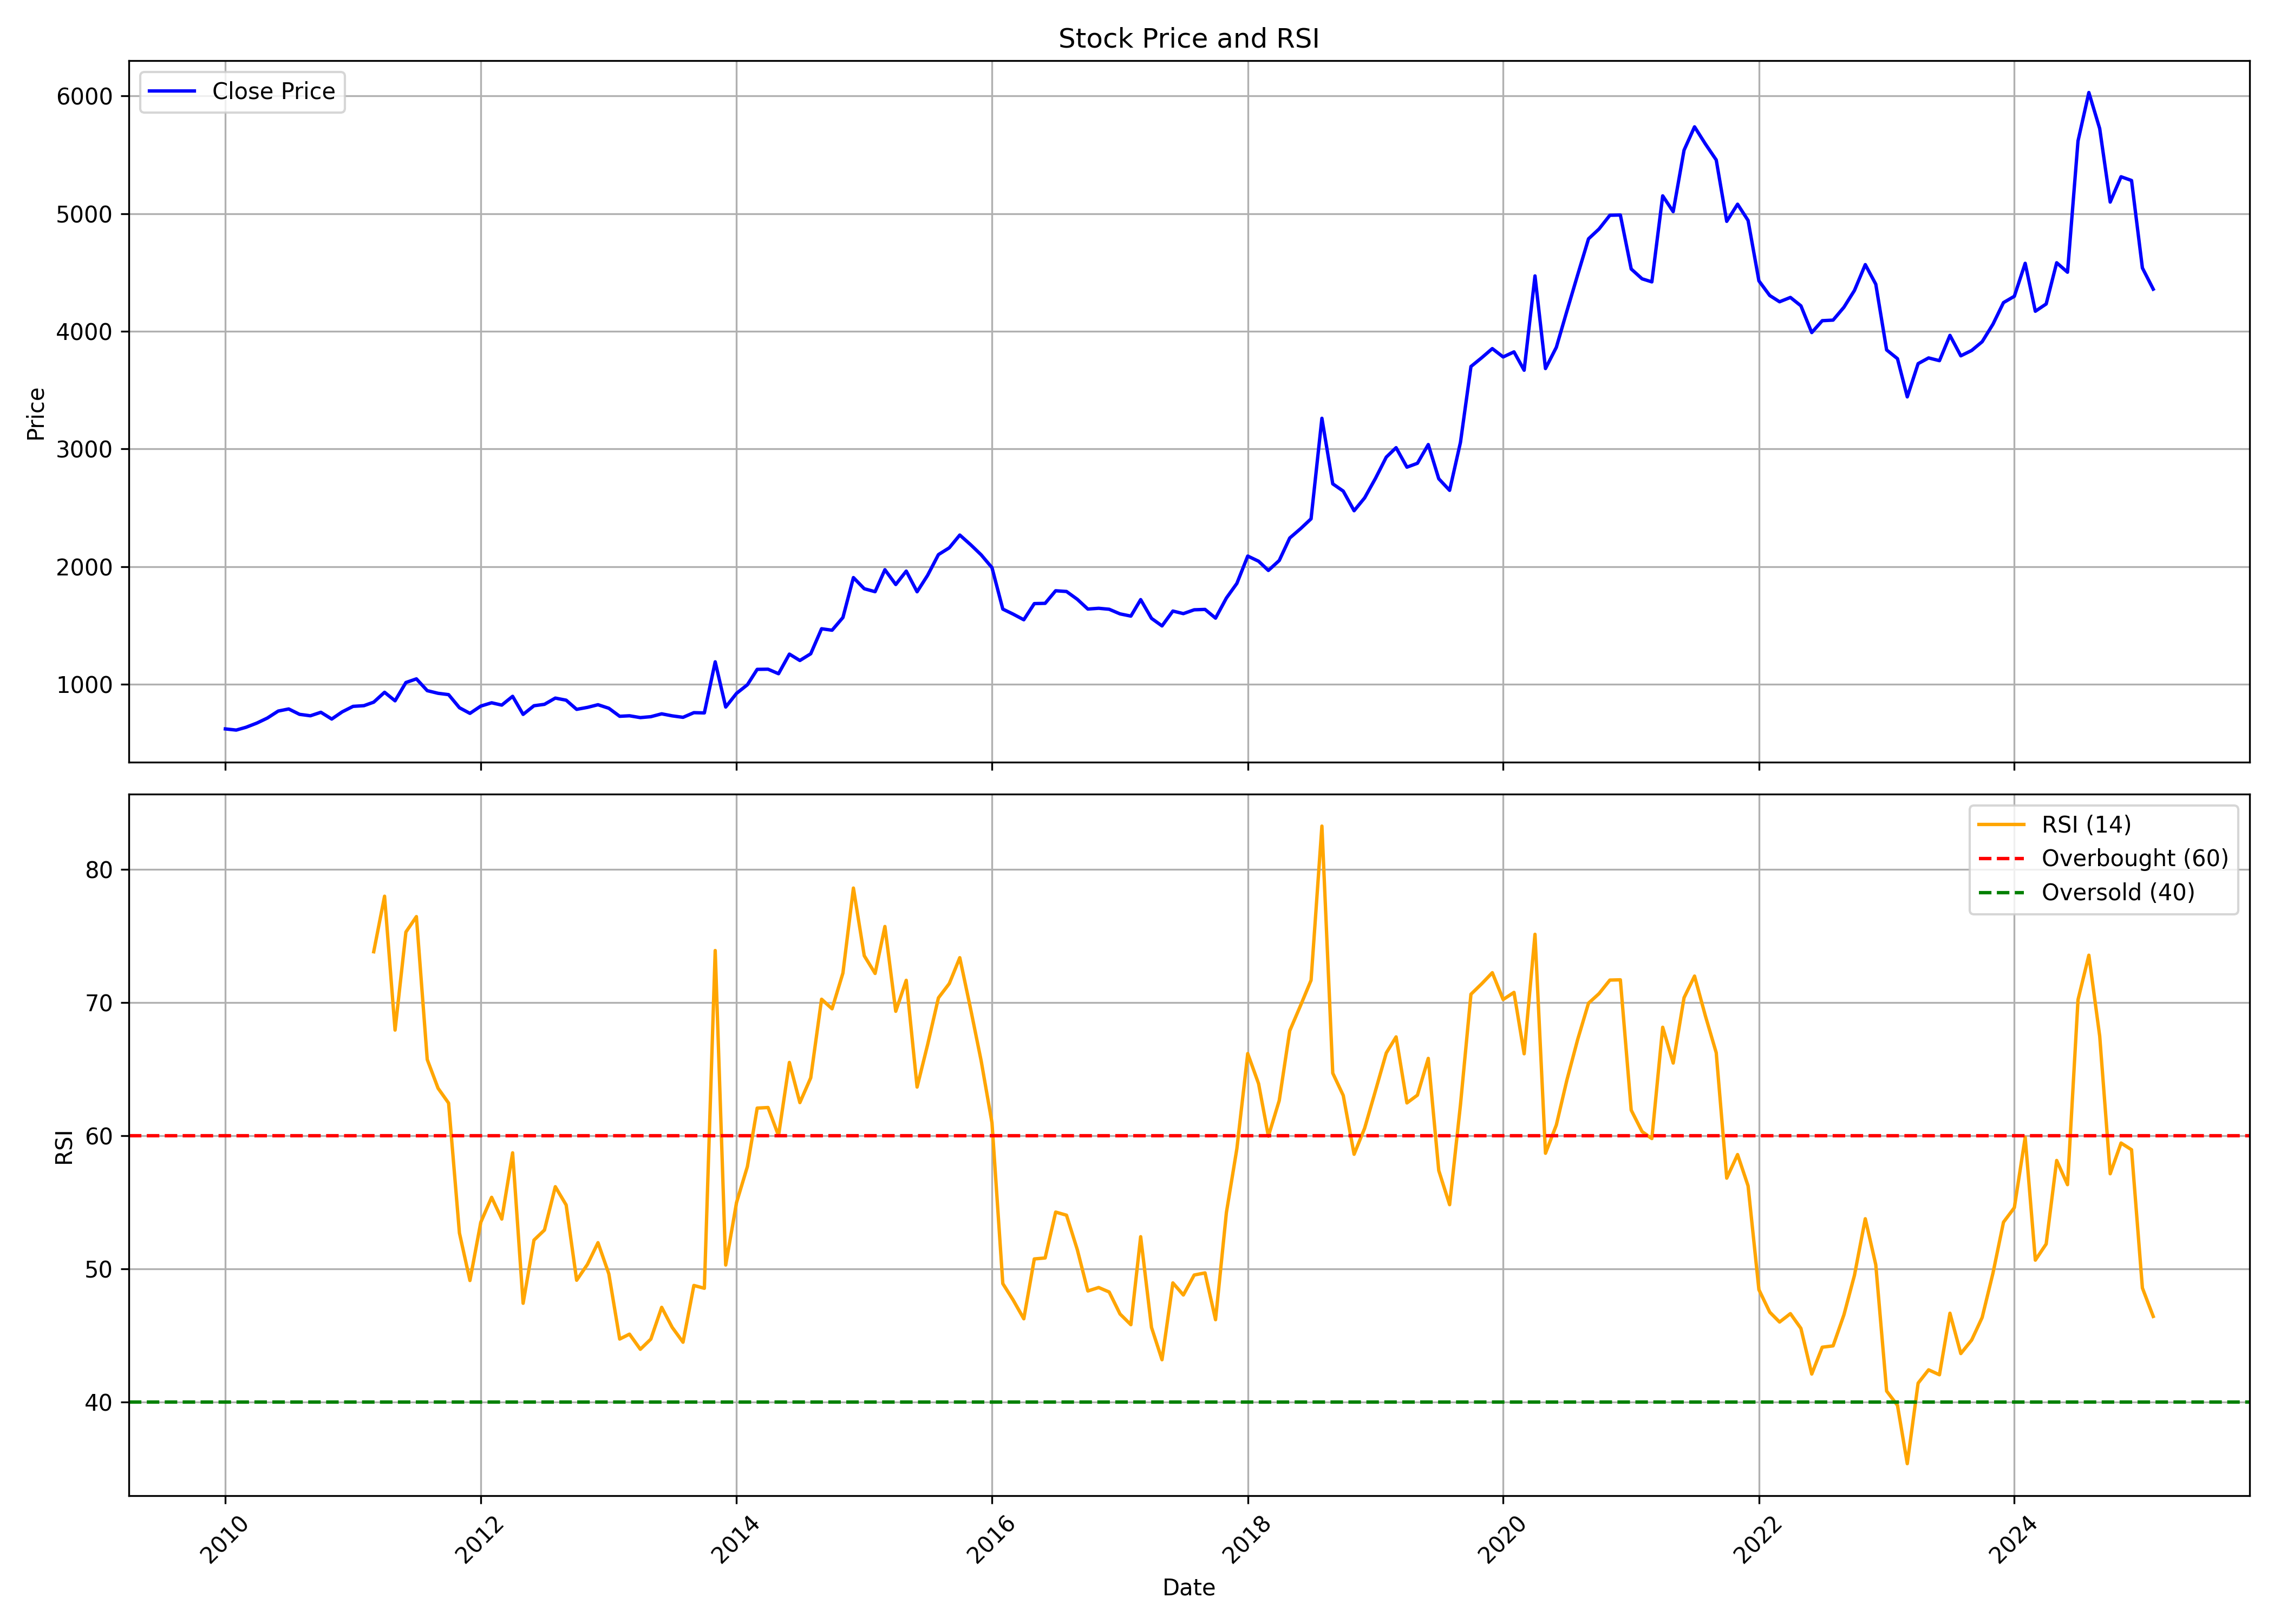 Stock Price and RSI
Close Price
6000
5000
4000
3000
2000
1000
Price
RSI (14)
Overbought (60)
Oversold (40)
80
70
60
50
40
RSI
2010
2012
2014
2016
2018
2020
2022
2024
Date